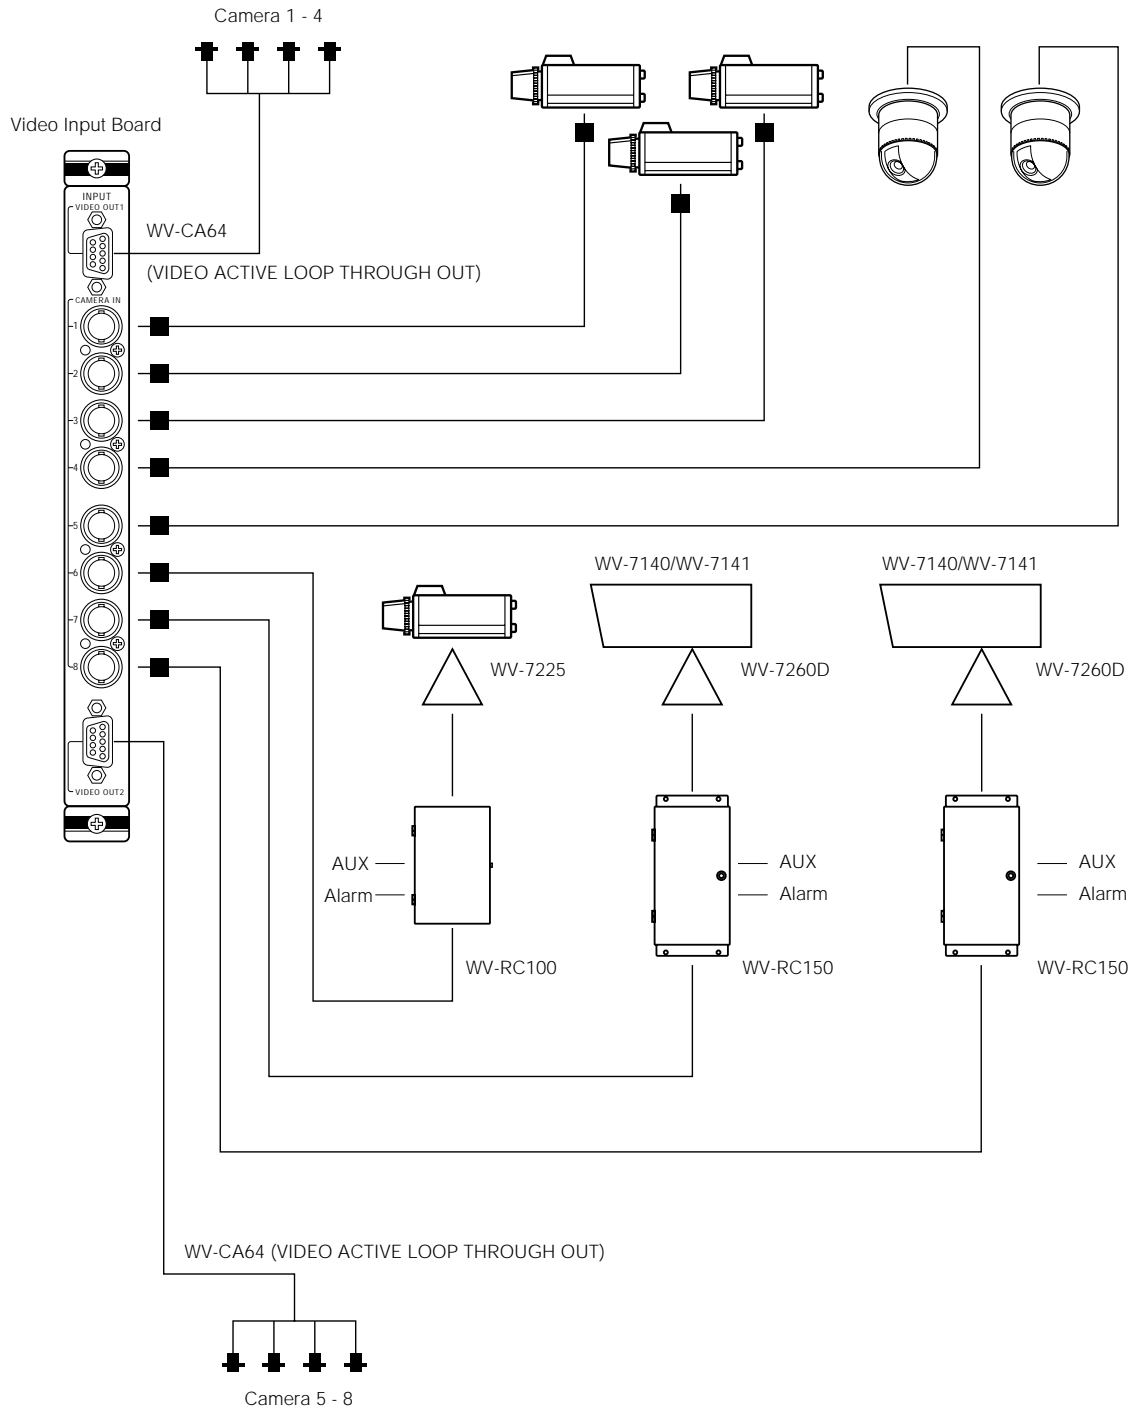 Camera 1 - 4
Video Input Board
INPUT
VIDEO OUT1
WV-CA64
(VIDEO ACTIVE LOOP THROUGH OUT)
CAMERA IN
1
2
3
4
5
6
7
8
VIDEO OUT2
WV-7140/WV-7141
WV-7140/WV-7141
WV-7225
WV-7260D
WV-7260D
AUX
Alarm
AUX
Alarm
AUX
Alarm
WV-RC100
WV-RC150
WV-RC150
WV-CA64 (VIDEO ACTIVE LOOP THROUGH OUT)
Camera 5 - 8